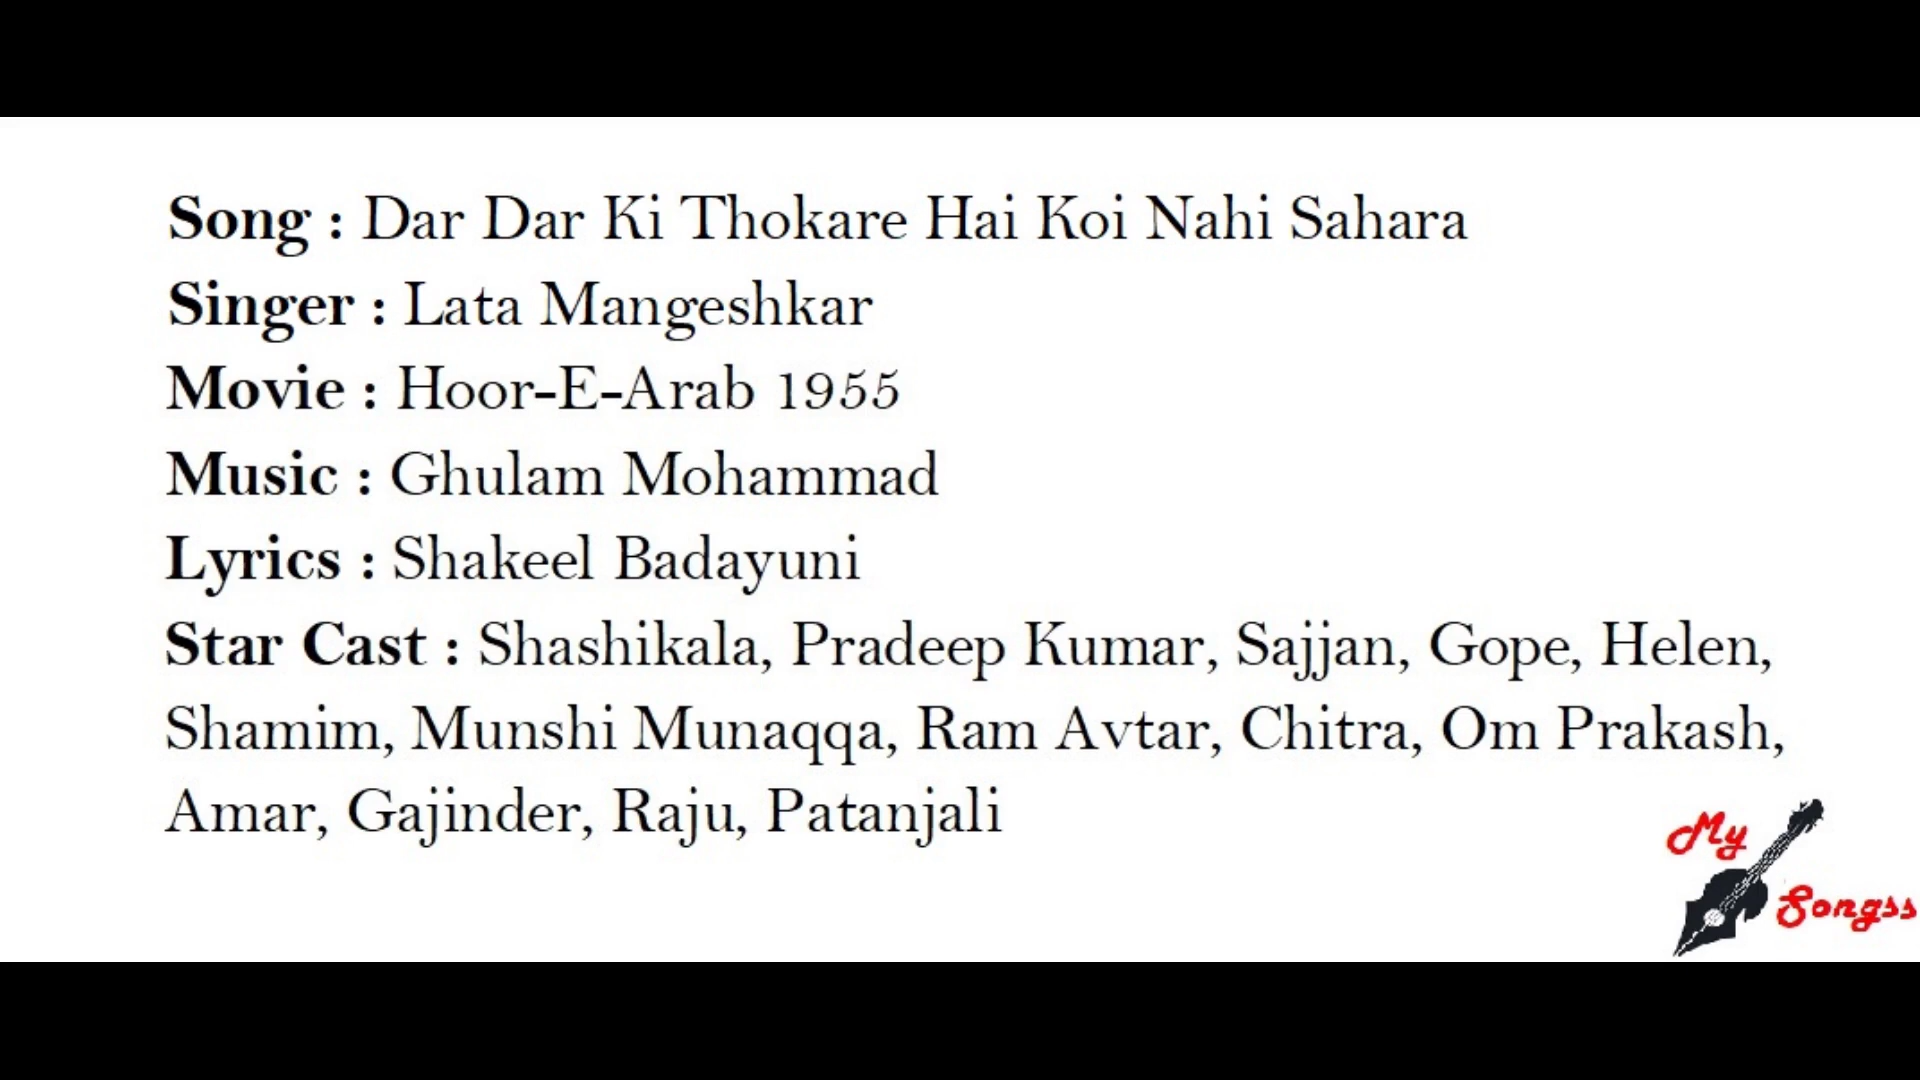 Song : Dar Dar Ki Thokare Hai Koi Nahi Sahara
Singer : Lata Mangeshkar
Movie : Hoor-E-Arab 1955
Music : Ghulam Mohammad
Lyrics : Shakeel Badayuni
Star Cast : Shashikala, Pradeep Kumar, Sajjan, Gope, Helen,
Shamim, Munshi Munaqqa, Ram Avtar, Chitra, Om Prakash,
Amar, Gajinder, Raju, Patanjali
My
Songss